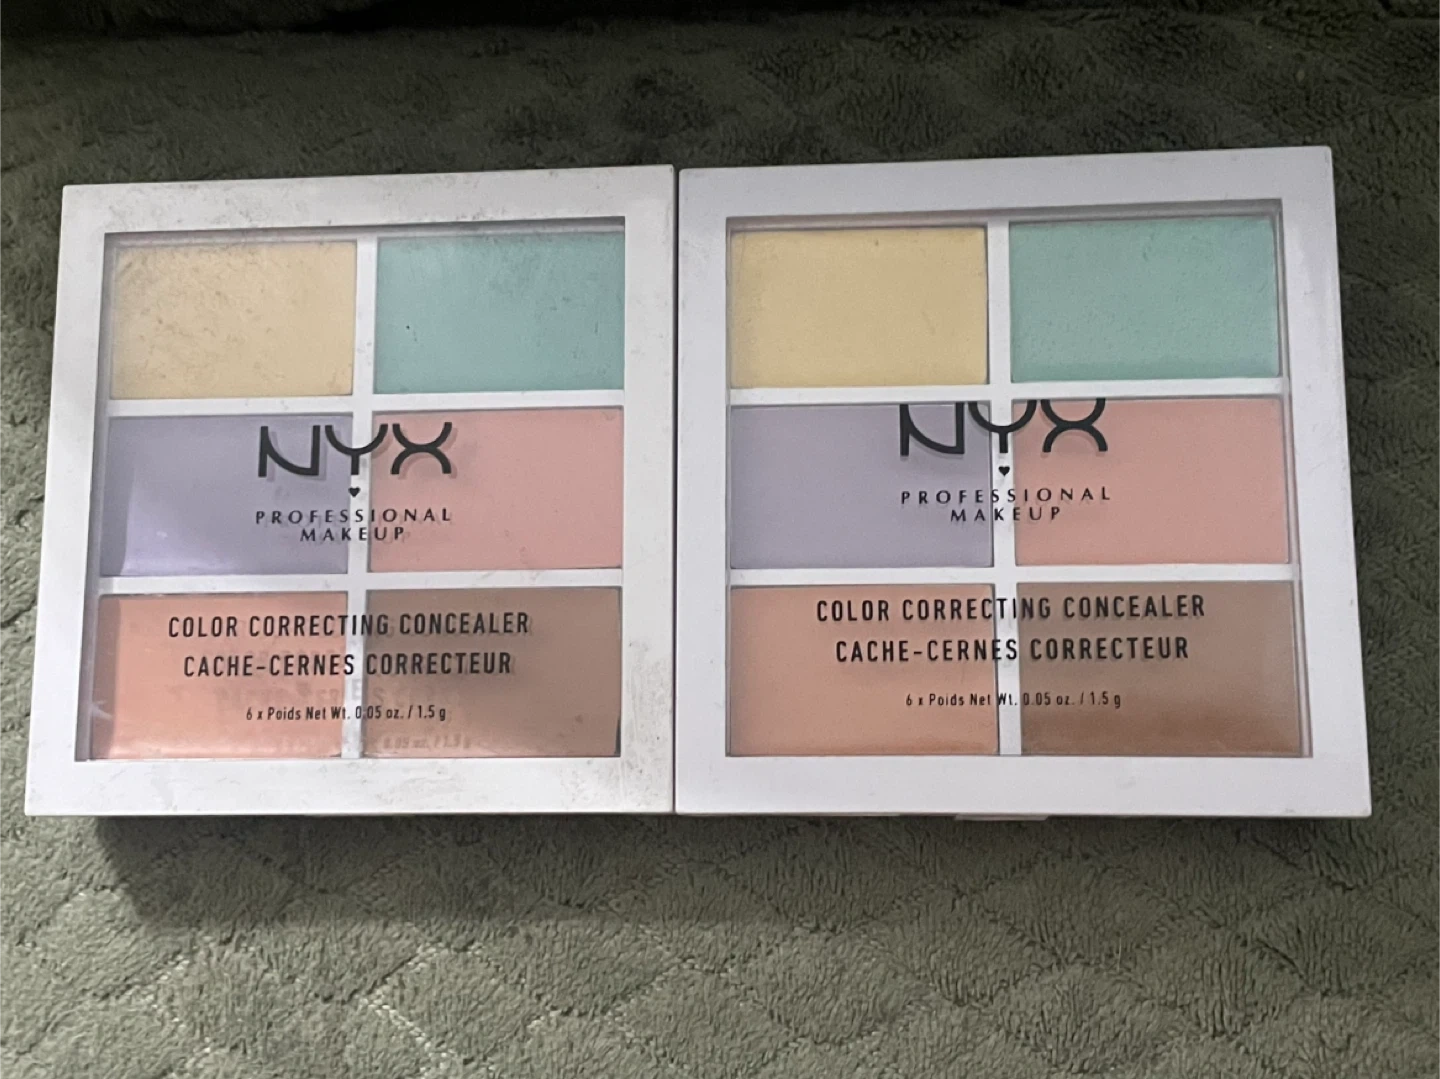 NYX
PROFESSIONAL
MAKEUP
COLOR CORRECTING CONCEALER
CACHE-CERNES CORRECTEUR
6 x Poids Net Wt. 0.05 oz. / 1.5 g
NYX
PROFESSIONAL
MAKEUP
COLOR CORRECTING CONCEALER
CACHE-CERNES CORRECTEUR
6 x Poids Net Wt. 0.05 oz. / 1.5 g